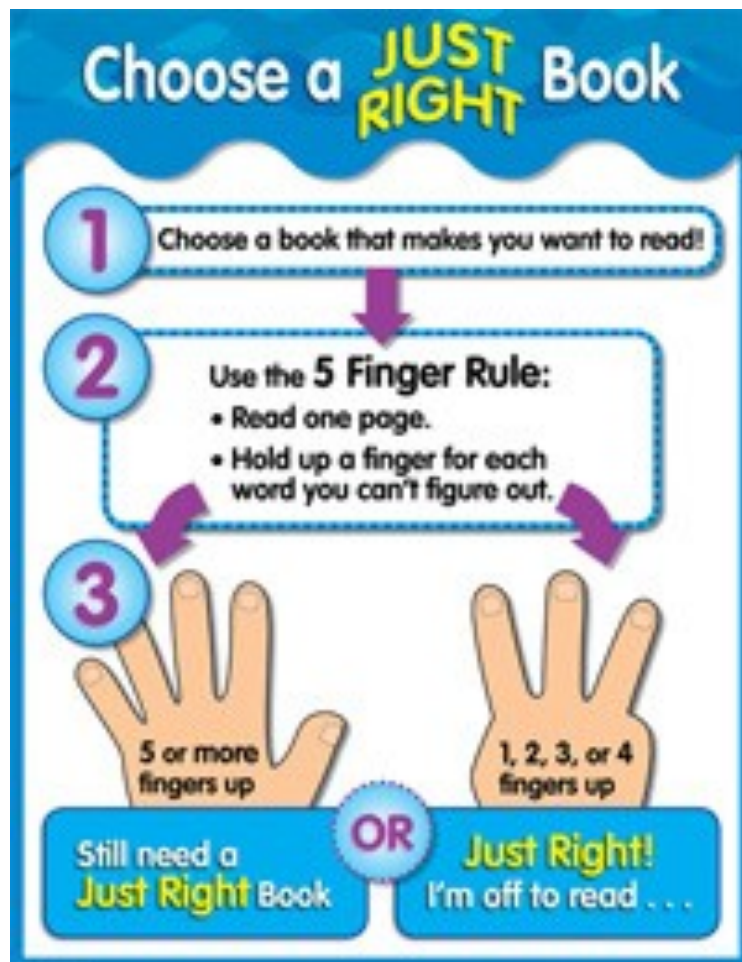 Choose a JUST RIGHT Book
1
Choose a book that makes you want to read!
2
Use the 5 Finger Rule:
• Read one page.
• Hold up a finger for each
word you can't figure out.
3
5 or more
fingers up
1, 2, 3, or 4
fingers up
OR
Still need a
Just Right Book
Just Right!
I'm off to read . . .